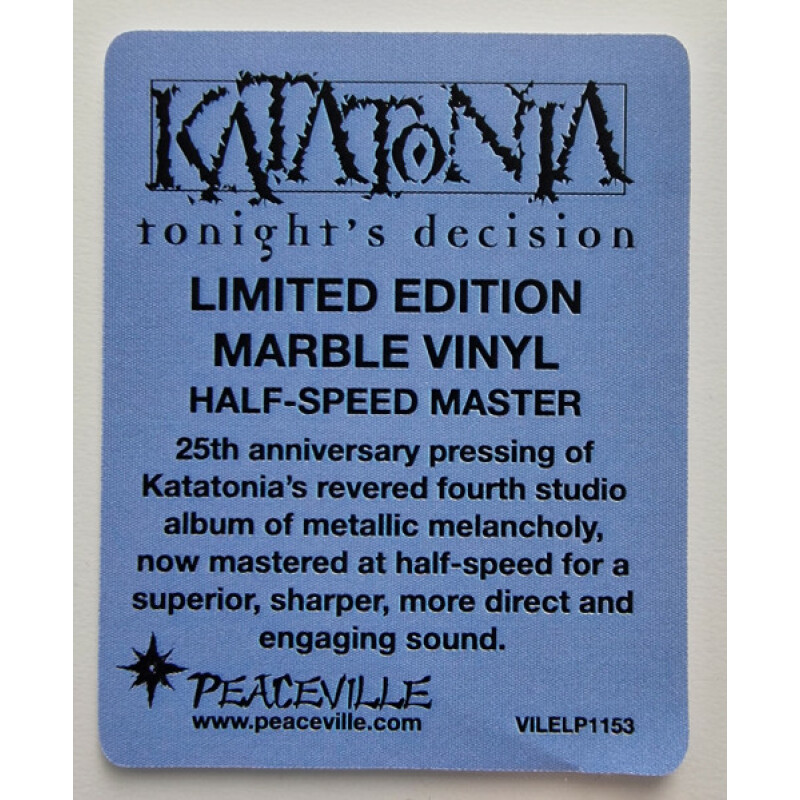 KATATONIA
tonight's decision
LIMITED EDITION
MARBLE VINYL
HALF-SPEED MASTER
25th anniversary pressing of
Katatonia's revered fourth studio
album of metallic melancholy,
now mastered at half-speed for a
superior, sharper, more direct and
engaging sound.
PEACEVILLE
www.peaceville.com
VILELP1153